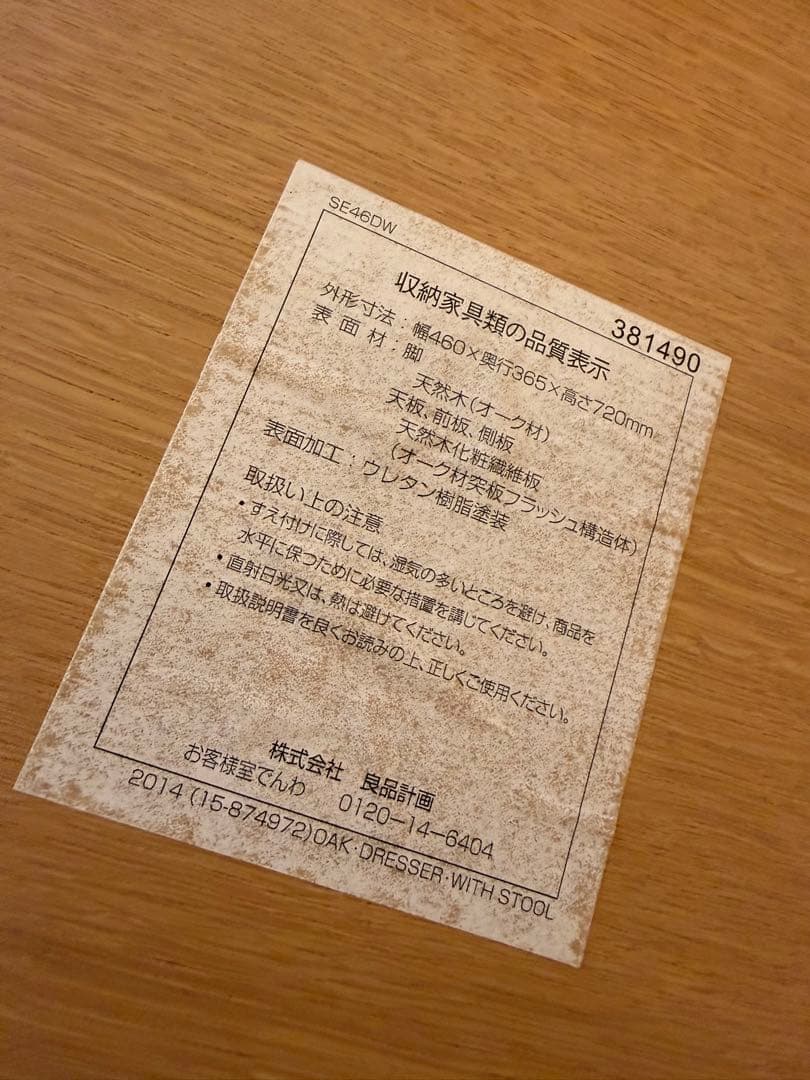 SE46DW
381490
収納家具類の品質表示
外形寸法：幅460×奥行365×高さ720mm
表面材：脚
天然木(オーク材)
天板、前板、側板
天然木化粧繊維板
(オーク材突板フラッシュ構造体)
表面加工：ウレタン樹脂塗装
取扱い上の注意
・すえ付けに際しては、湿気の多いところを避け、商品を
水平に保つために必要な措置を講じてください。
・直射日光又は、熱は避けてください。
・取扱説明書を良くお読みの上、正しくご使用ください。
株式会社 良品計画
お客様室でんわ 0120-14-6404
2014 (15-874972)OAK・DRESSER・WITH STOOL